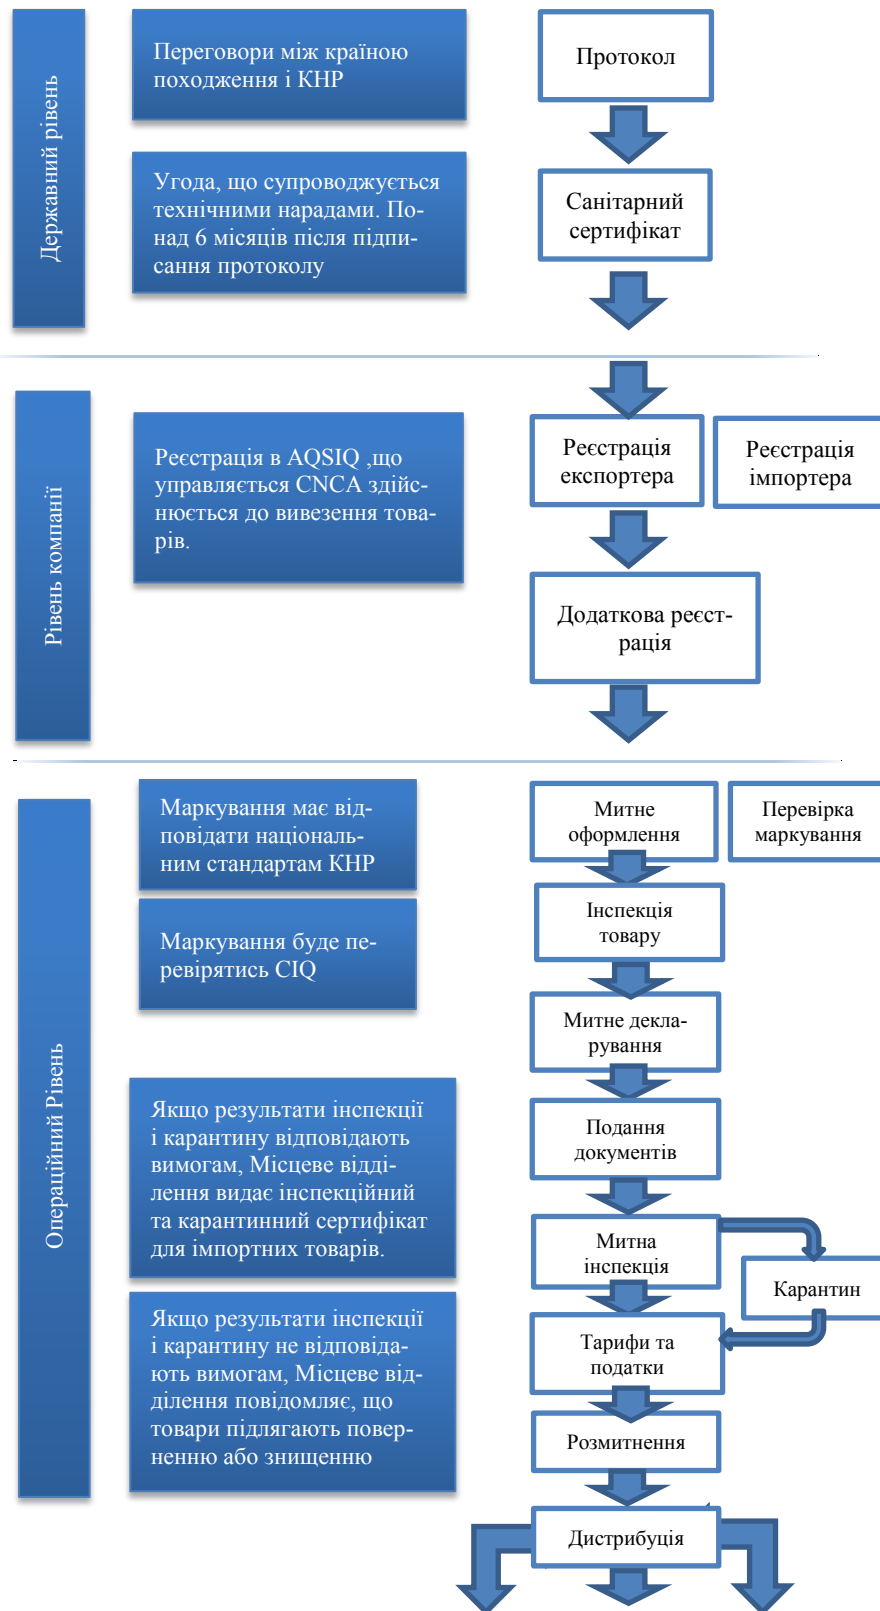 Державний рівень
Переговори між країною
походження і КНР
Протокол
Угода, що супроводжується
технічними нарадами. По-
над 6 місяців після підпи-
сання протоколу
Санітарний
сертифікат
Рівень компанії
Реєстрація в AQSIQ ,що
управляється CNCA здійс-
нюється до вивезення това-
рів.
Реєстрація
експортера
Реєстрація
імпортера
Додаткова реєст-
рація
Операційний Рівень
Маркування має від-
повідати національ-
ним стандартам КНР
Митне
оформлення
Перевірка
маркування
Маркування буде пе-
ревірятись CIQ
Інспекція
товару
Митне декла-
рування
Якщо результати інспекції
і карантину відповідають
вимогам, Місцеве відді-
лення видає інспекційний
та карантинний сертифікат
для імпортних товарів.
Подання
документів
Митна
інспекція
Карантин
Якщо результати інспекції
і карантину не відповіда-
ють вимогам, Місцеве від-
ділення повідомляє, що
товари підлягають повер-
ненню або знищенню
Тарифи та
податки
Розмитнення
Дистрибуція